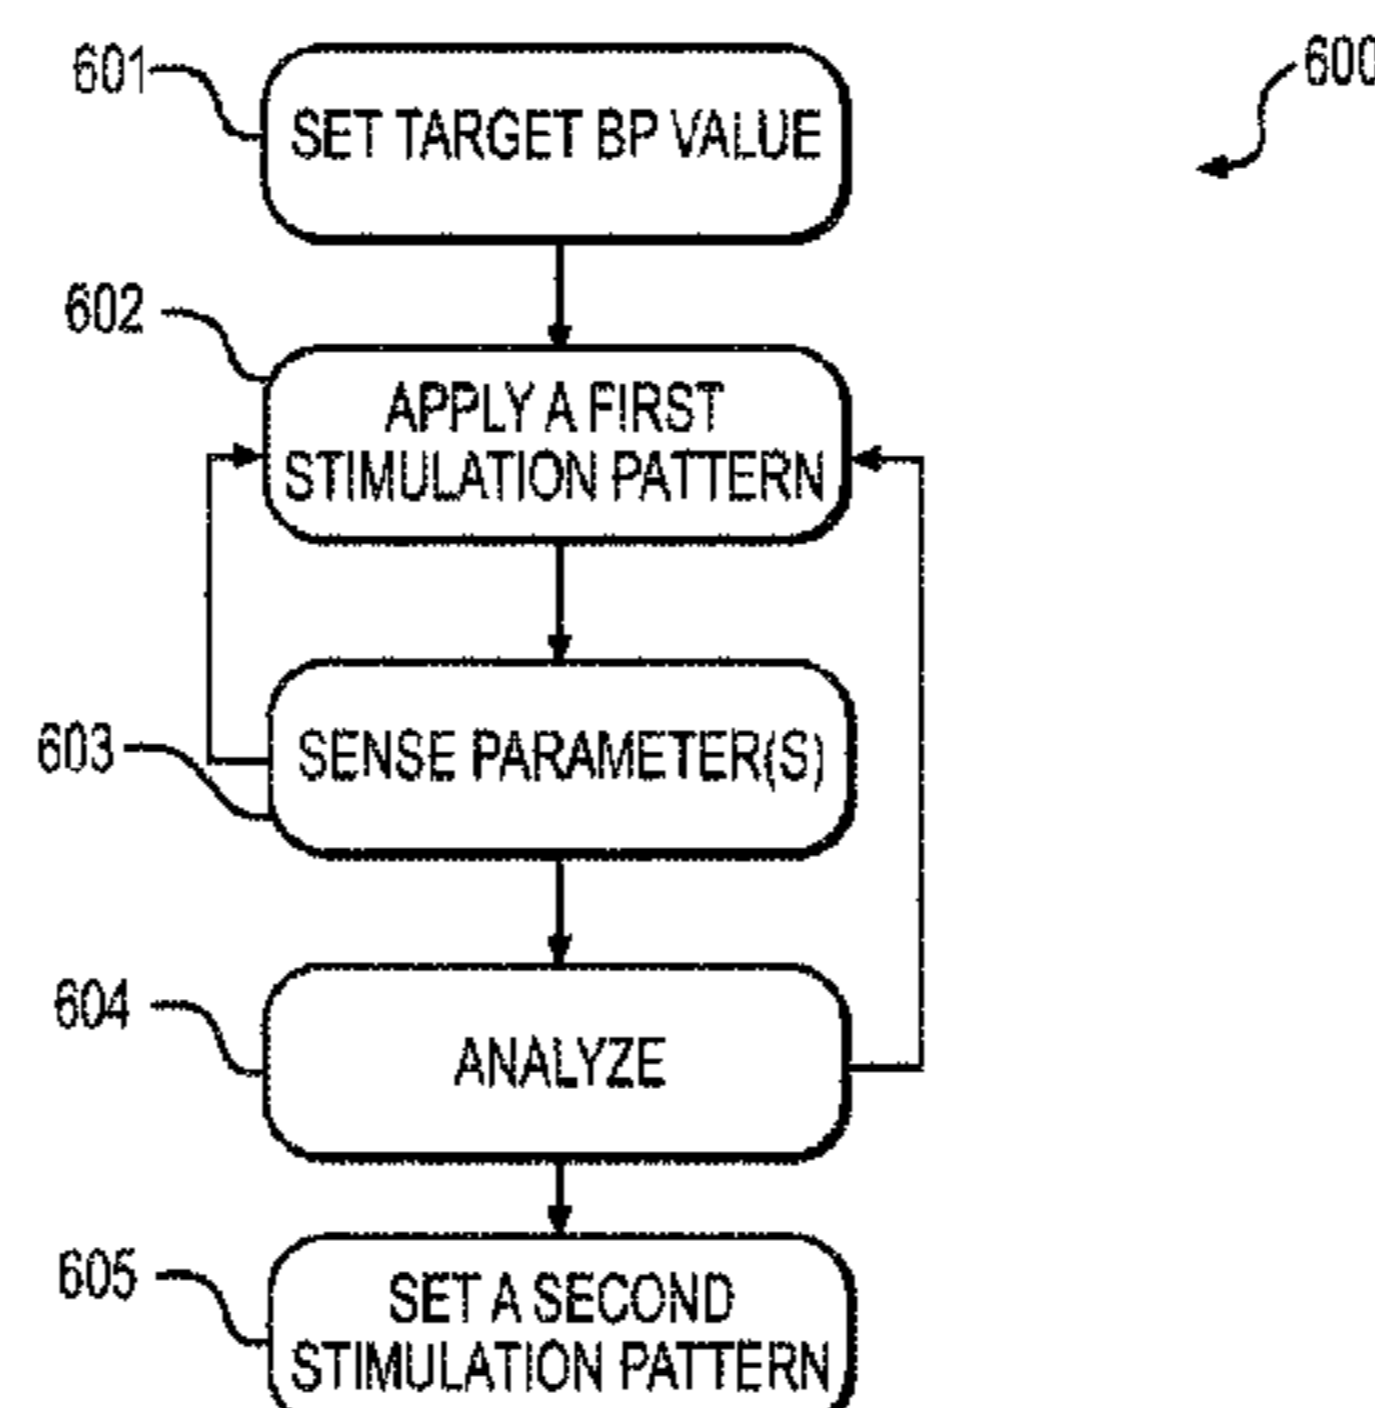 601
SET TARGET BP VALUE
600
602
APPLY A FIRST
STIMULATION PATTERN
603
SENSE PARAMETER(S)
604
ANALYZE
605
SET A SECOND
STIMULATION PATTERN